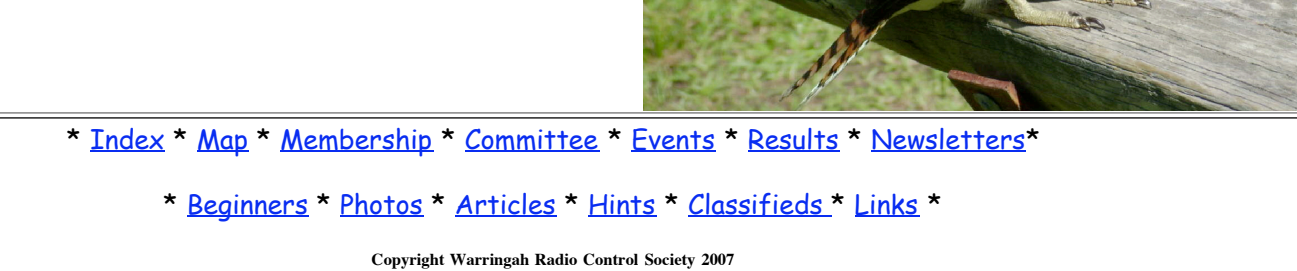 * Index * Map * Membership * Committee * Events * Results * Newsletters*
* Beginners * Photos * Articles * Hints * Classifieds * Links *
Copyright Warringah Radio Control Society 2007